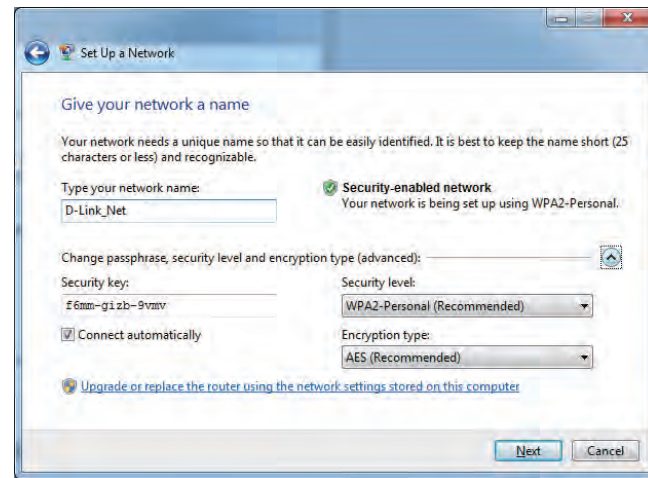 Set Up a Network
Give your network a name
Your network needs a unique name so that it can be easily identified. It is best to keep the name short (25
characters or less) and recognizable.
Type your network name:
Security-enabled network
D-Link_Net
Your network is being set up using WPA2-Personal.
Change passphrase, security level and encryption type (advanced):
Security key:
Security level:
f6mm-gizb-9vmv
WPA2-Personal (Recommended)
Connect automatically
Encryption type:
AES (Recommended)
Upgrade or replace the router using the network settings stored on this computer
Next
Cancel